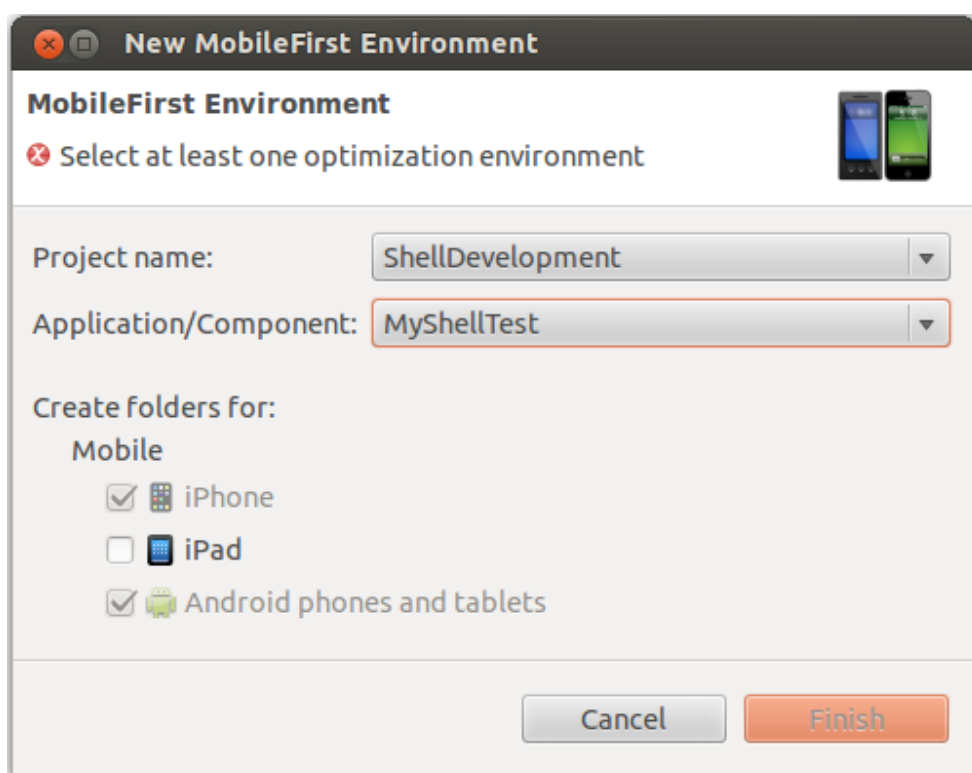 New MobileFirst Environment
MobileFirst Environment
Select at least one optimization environment
Project name: ShellDevelopment
Application/Component: MyShellTest
Create folders for:
Mobile
iPhone
iPad
Android phones and tablets
Cancel Finish